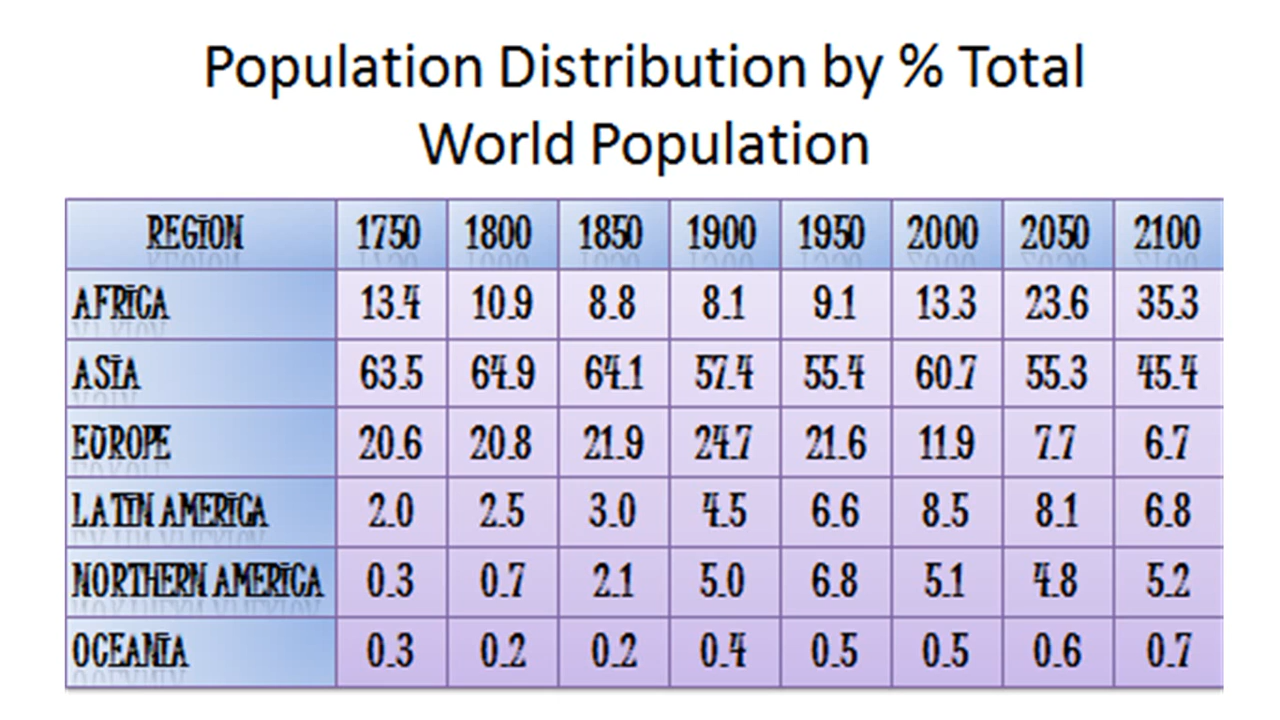 Population Distribution by % Total
World Population
REGION 1750 1800 1850 1900 1950 2000 2050 2100
AFRICA 13.4 10.9 8.8 8.1 9.1 13.3 23.6 35.3
ASIA 63.5 64.9 64.1 57.4 55.4 60.7 55.3 45.4
EUROPE 20.6 20.8 21.9 24.7 21.6 11.9 7.7 6.7
LATIN AMERICA 2.0 2.5 3.0 4.5 6.6 8.5 8.1 6.8
NORTHERN AMERICA 0.3 0.7 2.1 5.0 6.8 5.1 4.8 5.2
OCEANIA 0.3 0.2 0.2 0.4 0.5 0.5 0.6 0.7